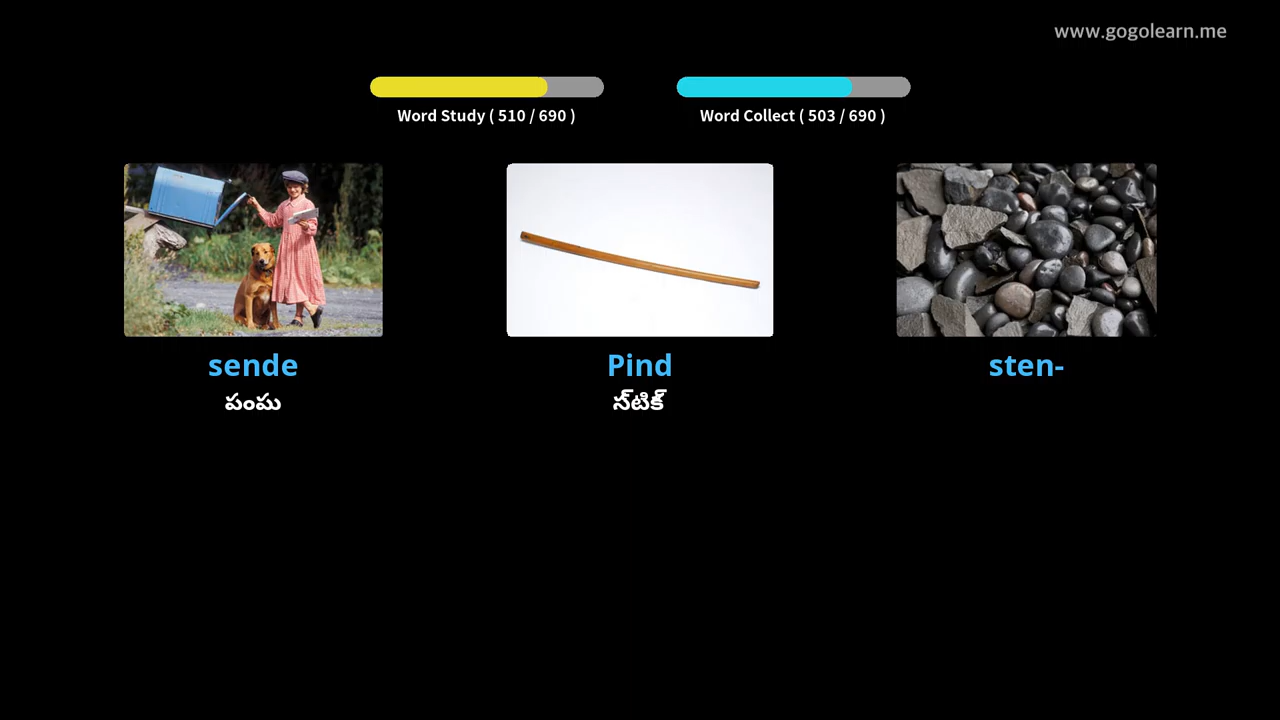 www.gogolearn.me
Word Study ( 510 / 690 )
Word Collect ( 503 / 690 )
sende
Pind
sten-
పంపు
స్‌టిక్